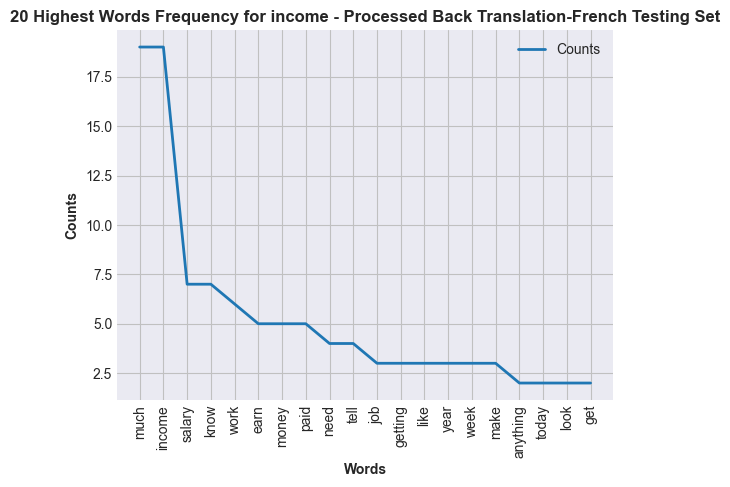 20 Highest Words Frequency for income - Processed Back Translation-French Testing Set
Counts
17.5
15.0
12.5
10.0
7.5
5.0
2.5
Counts
much
income
salary
know
work
earn
money
paid
need
tell
job
getting
like
year
week
make
anything
today
look
get
Words